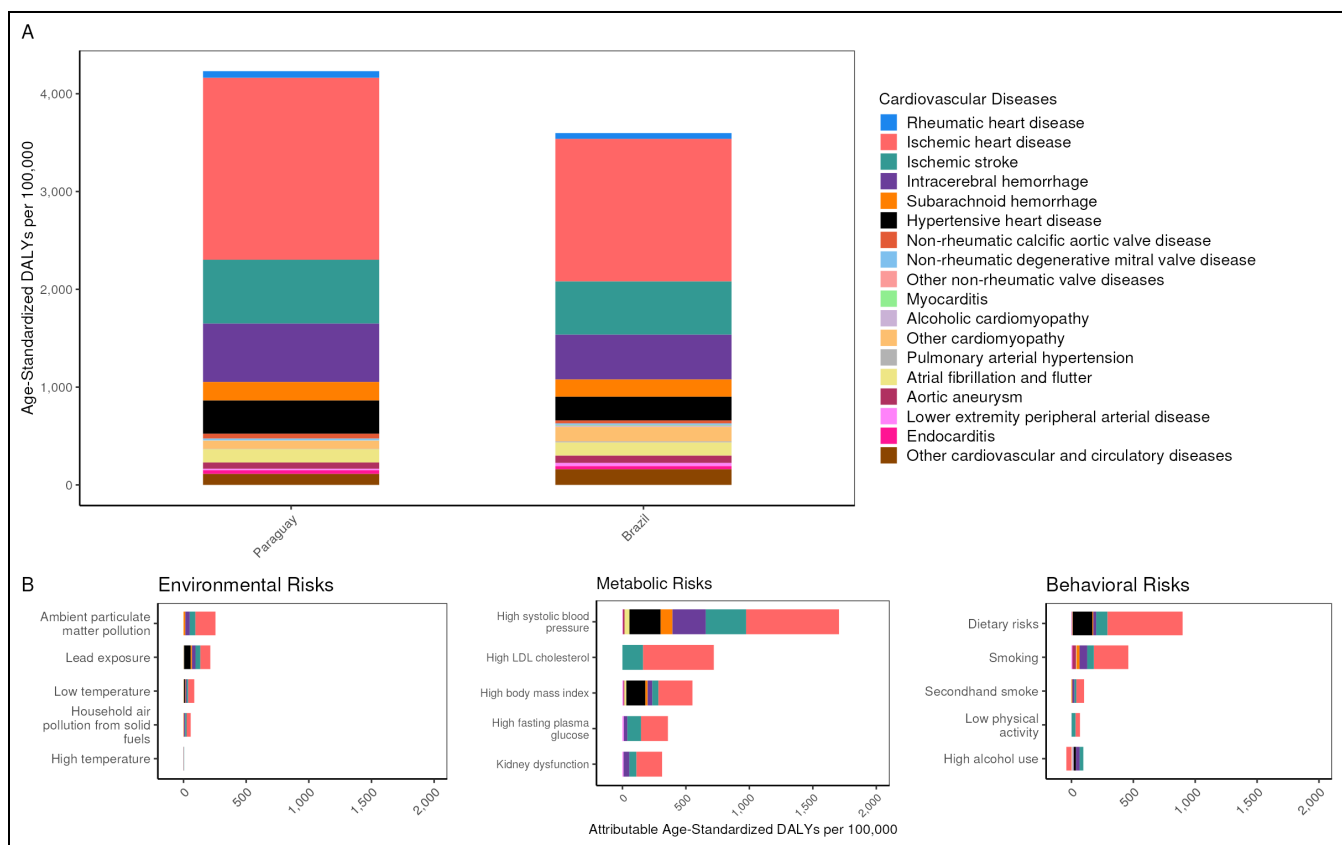 A
Age-Standardized DALYs per 100,000
4,000
3,000
2,000
1,000
0
Paraguay
Brazil
Cardiovascular Diseases
Rheumatic heart disease
Ischemic heart disease
Ischemic stroke
Intracerebral hemorrhage
Subarachnoid hemorrhage
Hypertensive heart disease
Non-rheumatic calcific aortic valve disease
Non-rheumatic degenerative mitral valve disease
Other non-rheumatic valve diseases
Myocarditis
Alcoholic cardiomyopathy
Other cardiomyopathy
Pulmonary arterial hypertension
Atrial fibrillation and flutter
Aortic aneurysm
Lower extremity peripheral arterial disease
Endocarditis
Other cardiovascular and circulatory diseases
B
Environmental Risks
Ambient particulate
matter pollution
Lead exposure
Low temperature
Household air
pollution from solid
fuels
High temperature
0
500
1,000
1,500
2,000
Metabolic Risks
High systolic blood
pressure
High LDL cholesterol
High body mass index
High fasting plasma
glucose
Kidney dysfunction
0
500
1,000
1,500
2,000
Attributable Age-Standardized DALYs per 100,000
Behavioral Risks
Dietary risks
Smoking
Secondhand smoke
Low physical
activity
High alcohol use
0
500
1,000
1,500
2,000